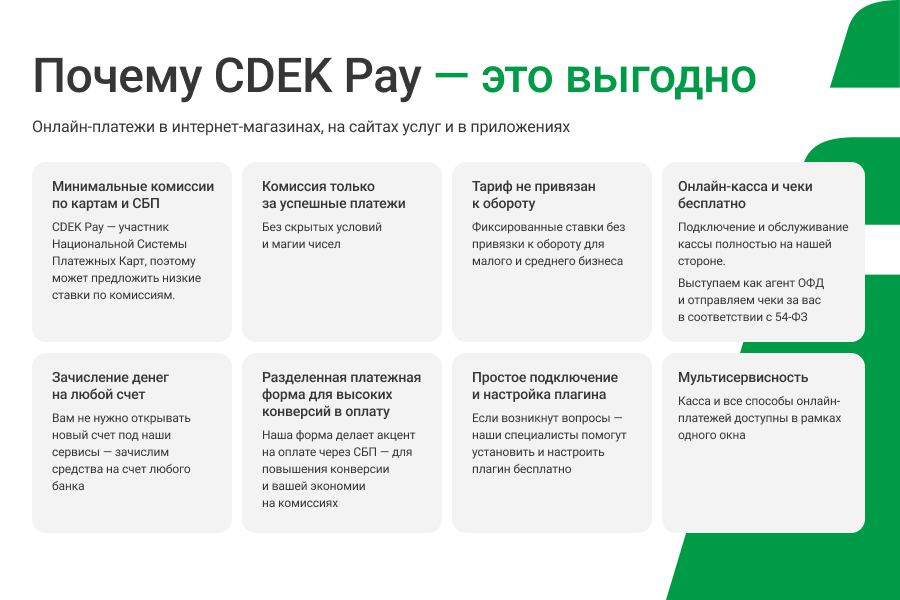 Почему CDEK Pay — это выгодно
Онлайн-платежи в интернет-магазинах, на сайтах услуг и в приложениях
Минимальные комиссии
по картам и СБП
CDEK Pay — участник
Национальной Системы
Платежных Карт, поэтому
может предложить низкие
ставки по комиссиям.
Комиссия только
за успешные платежи
Без скрытых условий
и магии чисел
Тариф не привязан
к обороту
Фиксированные ставки без
привязки к обороту для
малого и среднего бизнеса
Онлайн-касса и чеки
бесплатно
Подключение и обслуживание
кассы полностью на нашей
стороне.
Выступаем как агент ОФД
и отправляем чеки за вас
в соответствии с 54-ФЗ
Зачисление денег
на любой счет
Вам не нужно открывать
новый счет под наши
сервисы — зачислим
средства на счет любого
банка
Разделенная платежная
форма для высоких
конверсий в оплату
Наша форма делает акцент
на оплате через СБП — для
повышения конверсии
и вашей экономии
на комиссиях
Простое подключение
и настройка плагина
Если возникнут вопросы —
наши специалисты помогут
установить и настроить
плагин бесплатно
Мультисервисность
Касса и все способы онлайн-
платежей доступны в рамках
одного окна